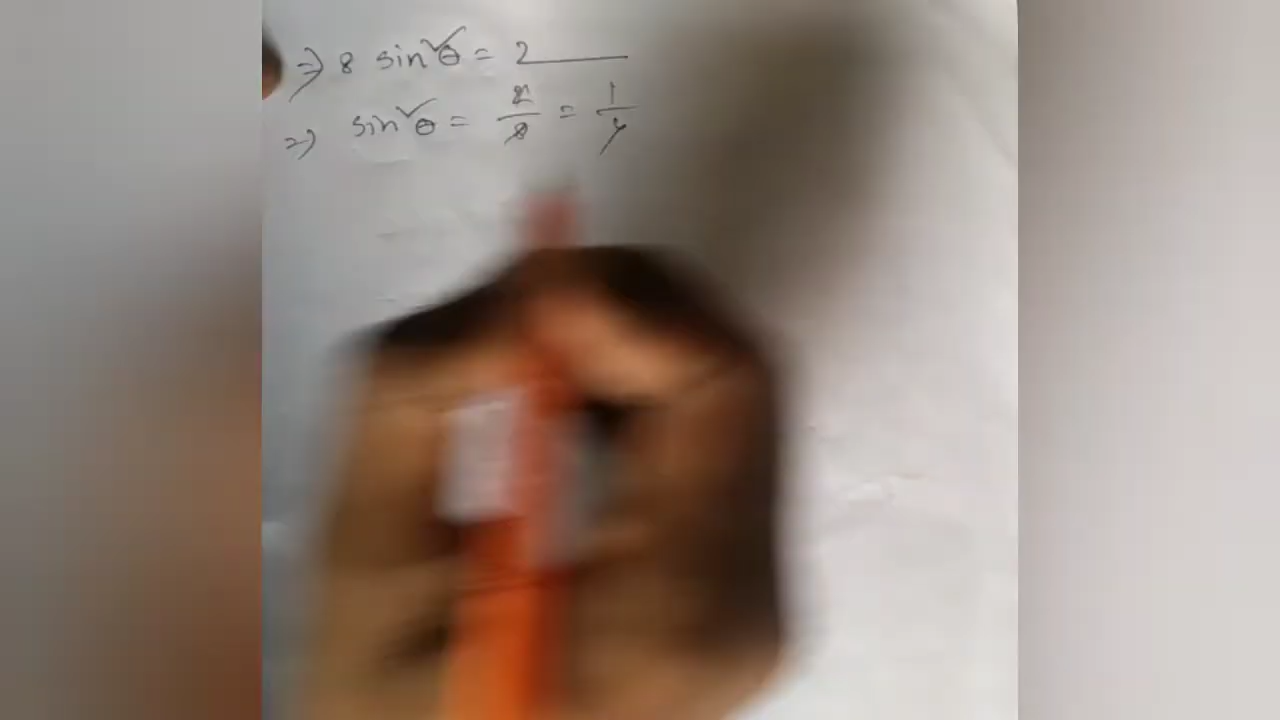 ⇒ 8 sin²θ = 2
⇒ sin²θ = 2/8 = 1/4